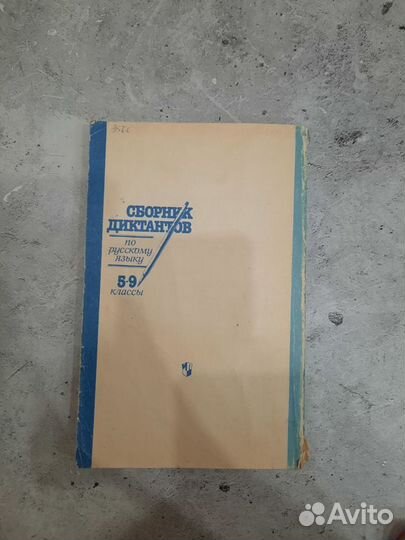 СБОРНИК
ДИКТАНТОВ
по
русскому
языку
5-9
классы
Avito